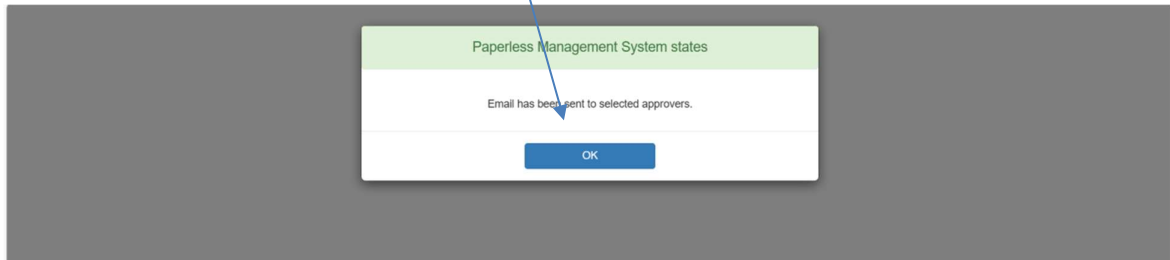 Paperless Management System states
Email has been sent to selected approvers.
OK